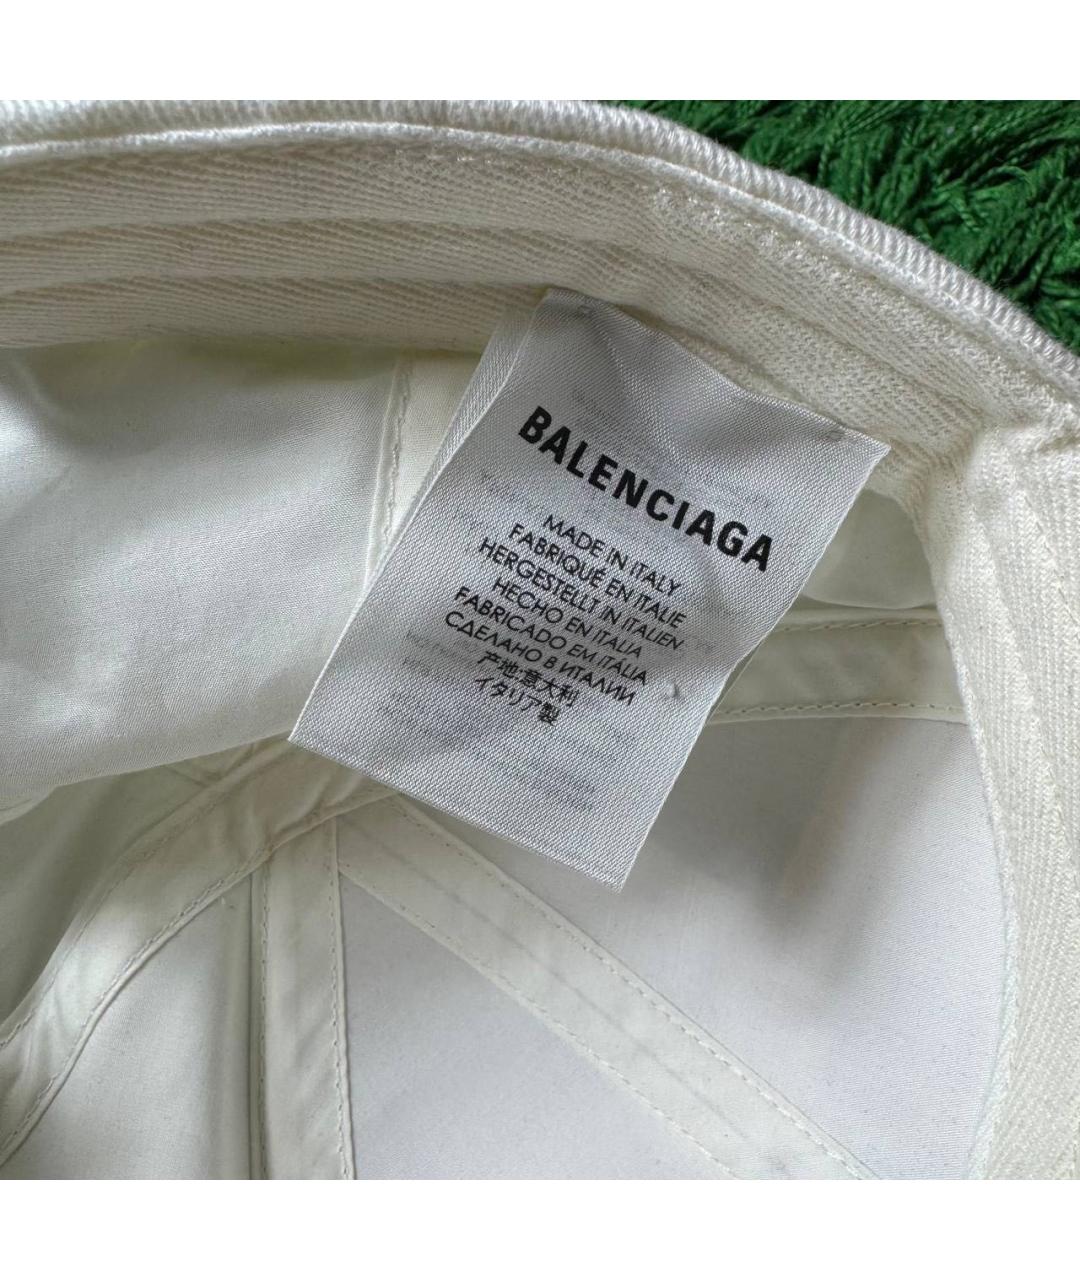 BALENCIAGA
MADE IN ITALY
FABRIQUÉ EN ITALIE
HERGESTELLT IN ITALIEN
HECHO EN ITALIA
FABRICADO EM ITÁLIA
СДЕЛАНО В ИТАЛИИ
产地:意大利
イタリア製